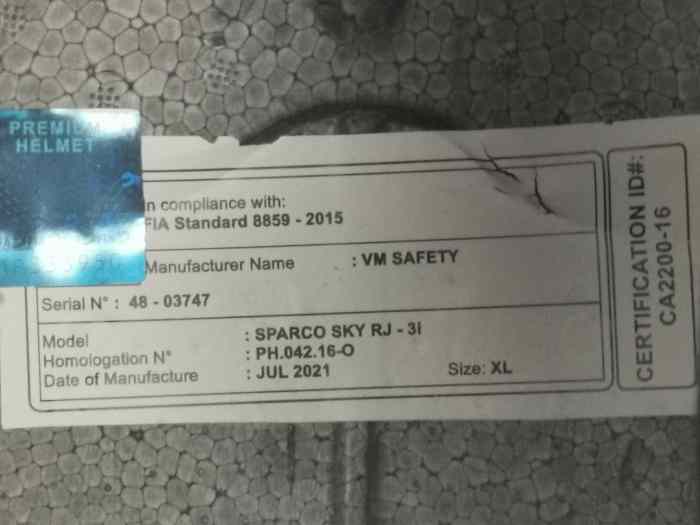 PREMIUM
HELMET
In compliance with:
FIA Standard 8859 - 2015
Manufacturer Name : VM SAFETY
Serial N° : 48 - 03747
Model : SPARCO SKY RJ - 3I
Homologation N° : PH.042.16-O
Date of Manufacture : JUL 2021 Size: XL
CERTIFICATION ID#:
CA2200-16